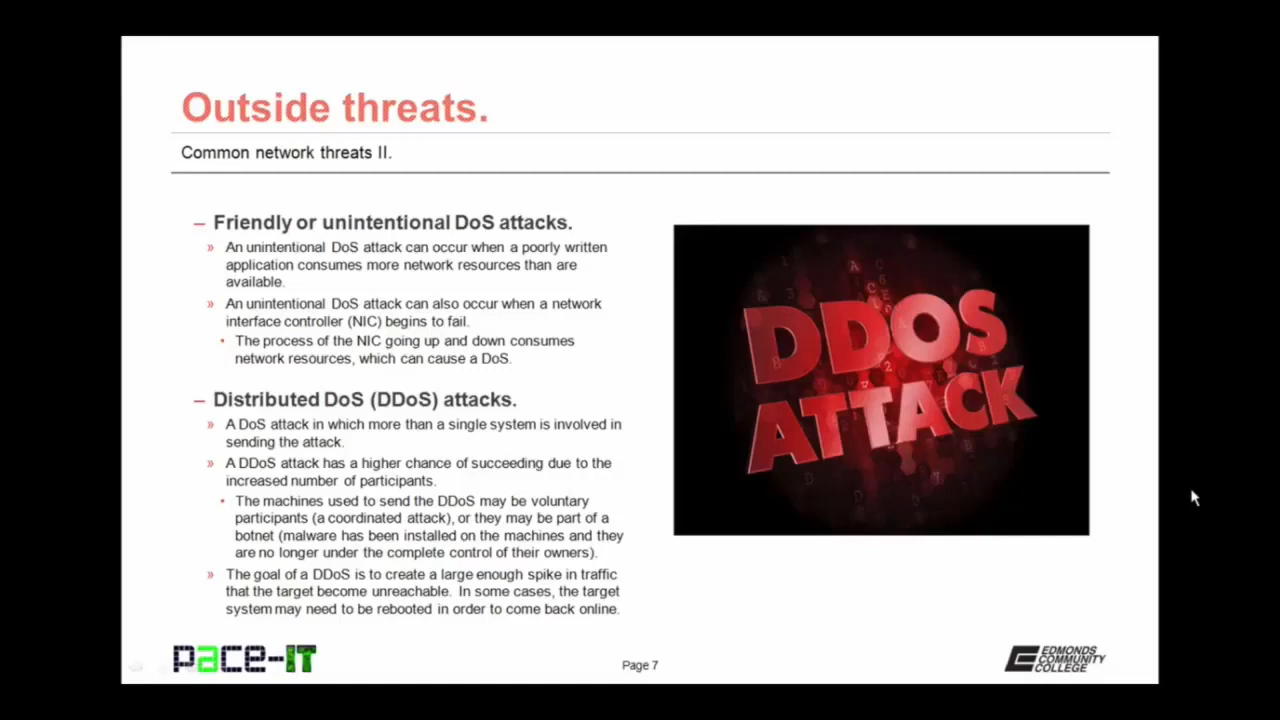 Outside threats.
Common network threats II.
– Friendly or unintentional DoS attacks.
» An unintentional DoS attack can occur when a poorly written
application consumes more network resources than are
available.
» An unintentional DoS attack can also occur when a network
interface controller (NIC) begins to fail.
• The process of the NIC going up and down consumes
network resources, which can cause a DoS.
– Distributed DoS (DDoS) attacks.
» A DoS attack in which more than a single system is involved in
sending the attack.
» A DDoS attack has a higher chance of succeeding due to the
increased number of participants.
• The machines used to send the DDoS may be voluntary
participants (a coordinated attack), or they may be part of a
botnet (malware has been installed on the machines and they
are no longer under the complete control of their owners).
» The goal of a DDoS is to create a large enough spike in traffic
that the target become unreachable. In some cases, the target
system may need to be rebooted in order to come back online.
DDOS
ATTACK
pace-IT
Page 7
EDMONDS
COMMUNITY
COLLEGE